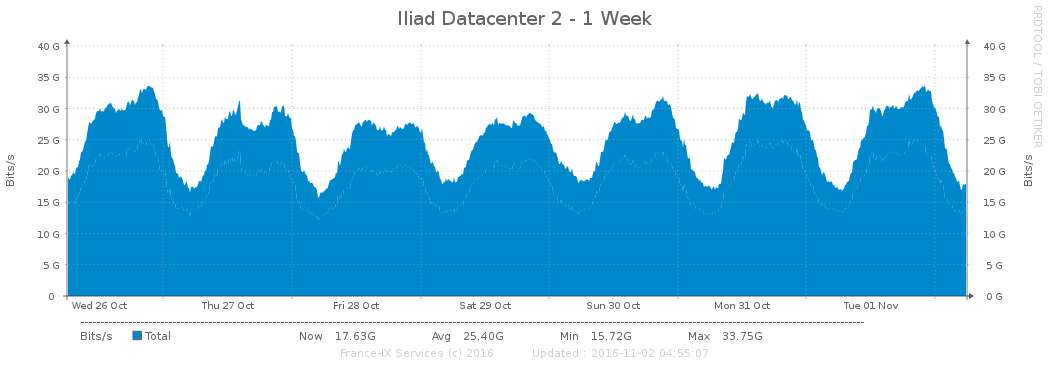 Iliad Datacenter 2 - 1 Week
RRDTOOL / TOBI OETIKER
40 G 40 G
35 G 35 G
30 G 30 G
25 G 25 G
20 G 20 G
15 G 15 G
10 G 10 G
5 G 5 G
0 0 G
Bits/s Bits/s
Wed 26 Oct Thu 27 Oct Fri 28 Oct Sat 29 Oct Sun 30 Oct Mon 31 Oct Tue 01 Nov
Bits/s Total Now 17.63G Avg 25.40G Min 15.72G Max 33.75G
France-IX Services (c) 2016 Updated : 2016-11-02 04:55:07